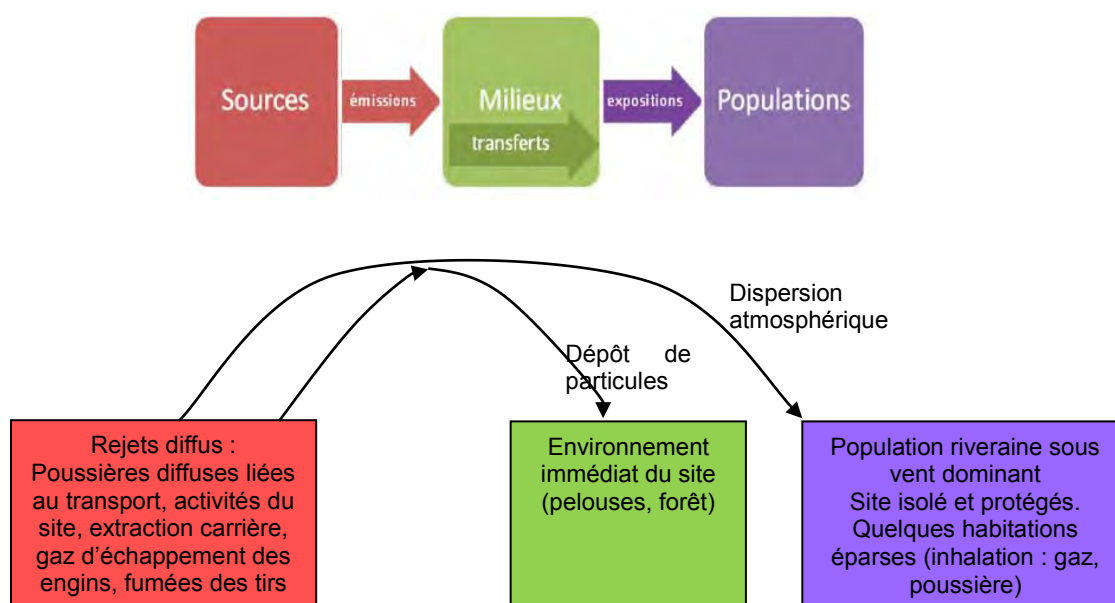 Sources
émissions
Milieux
transferts
expositions
Populations
Dispersion
atmosphérique
Dépôt de
particules
Rejets diffus :
Poussières diffuses liées
au transport, activités du
site, extraction carrière,
gaz d'échappement des
engins, fumées des tirs
Environnement
immédiat du site
(pelouses, forêt)
Population riveraine sous
vent dominant
Site isolé et protégés.
Quelques habitations
éparses (inhalation : gaz,
poussière)